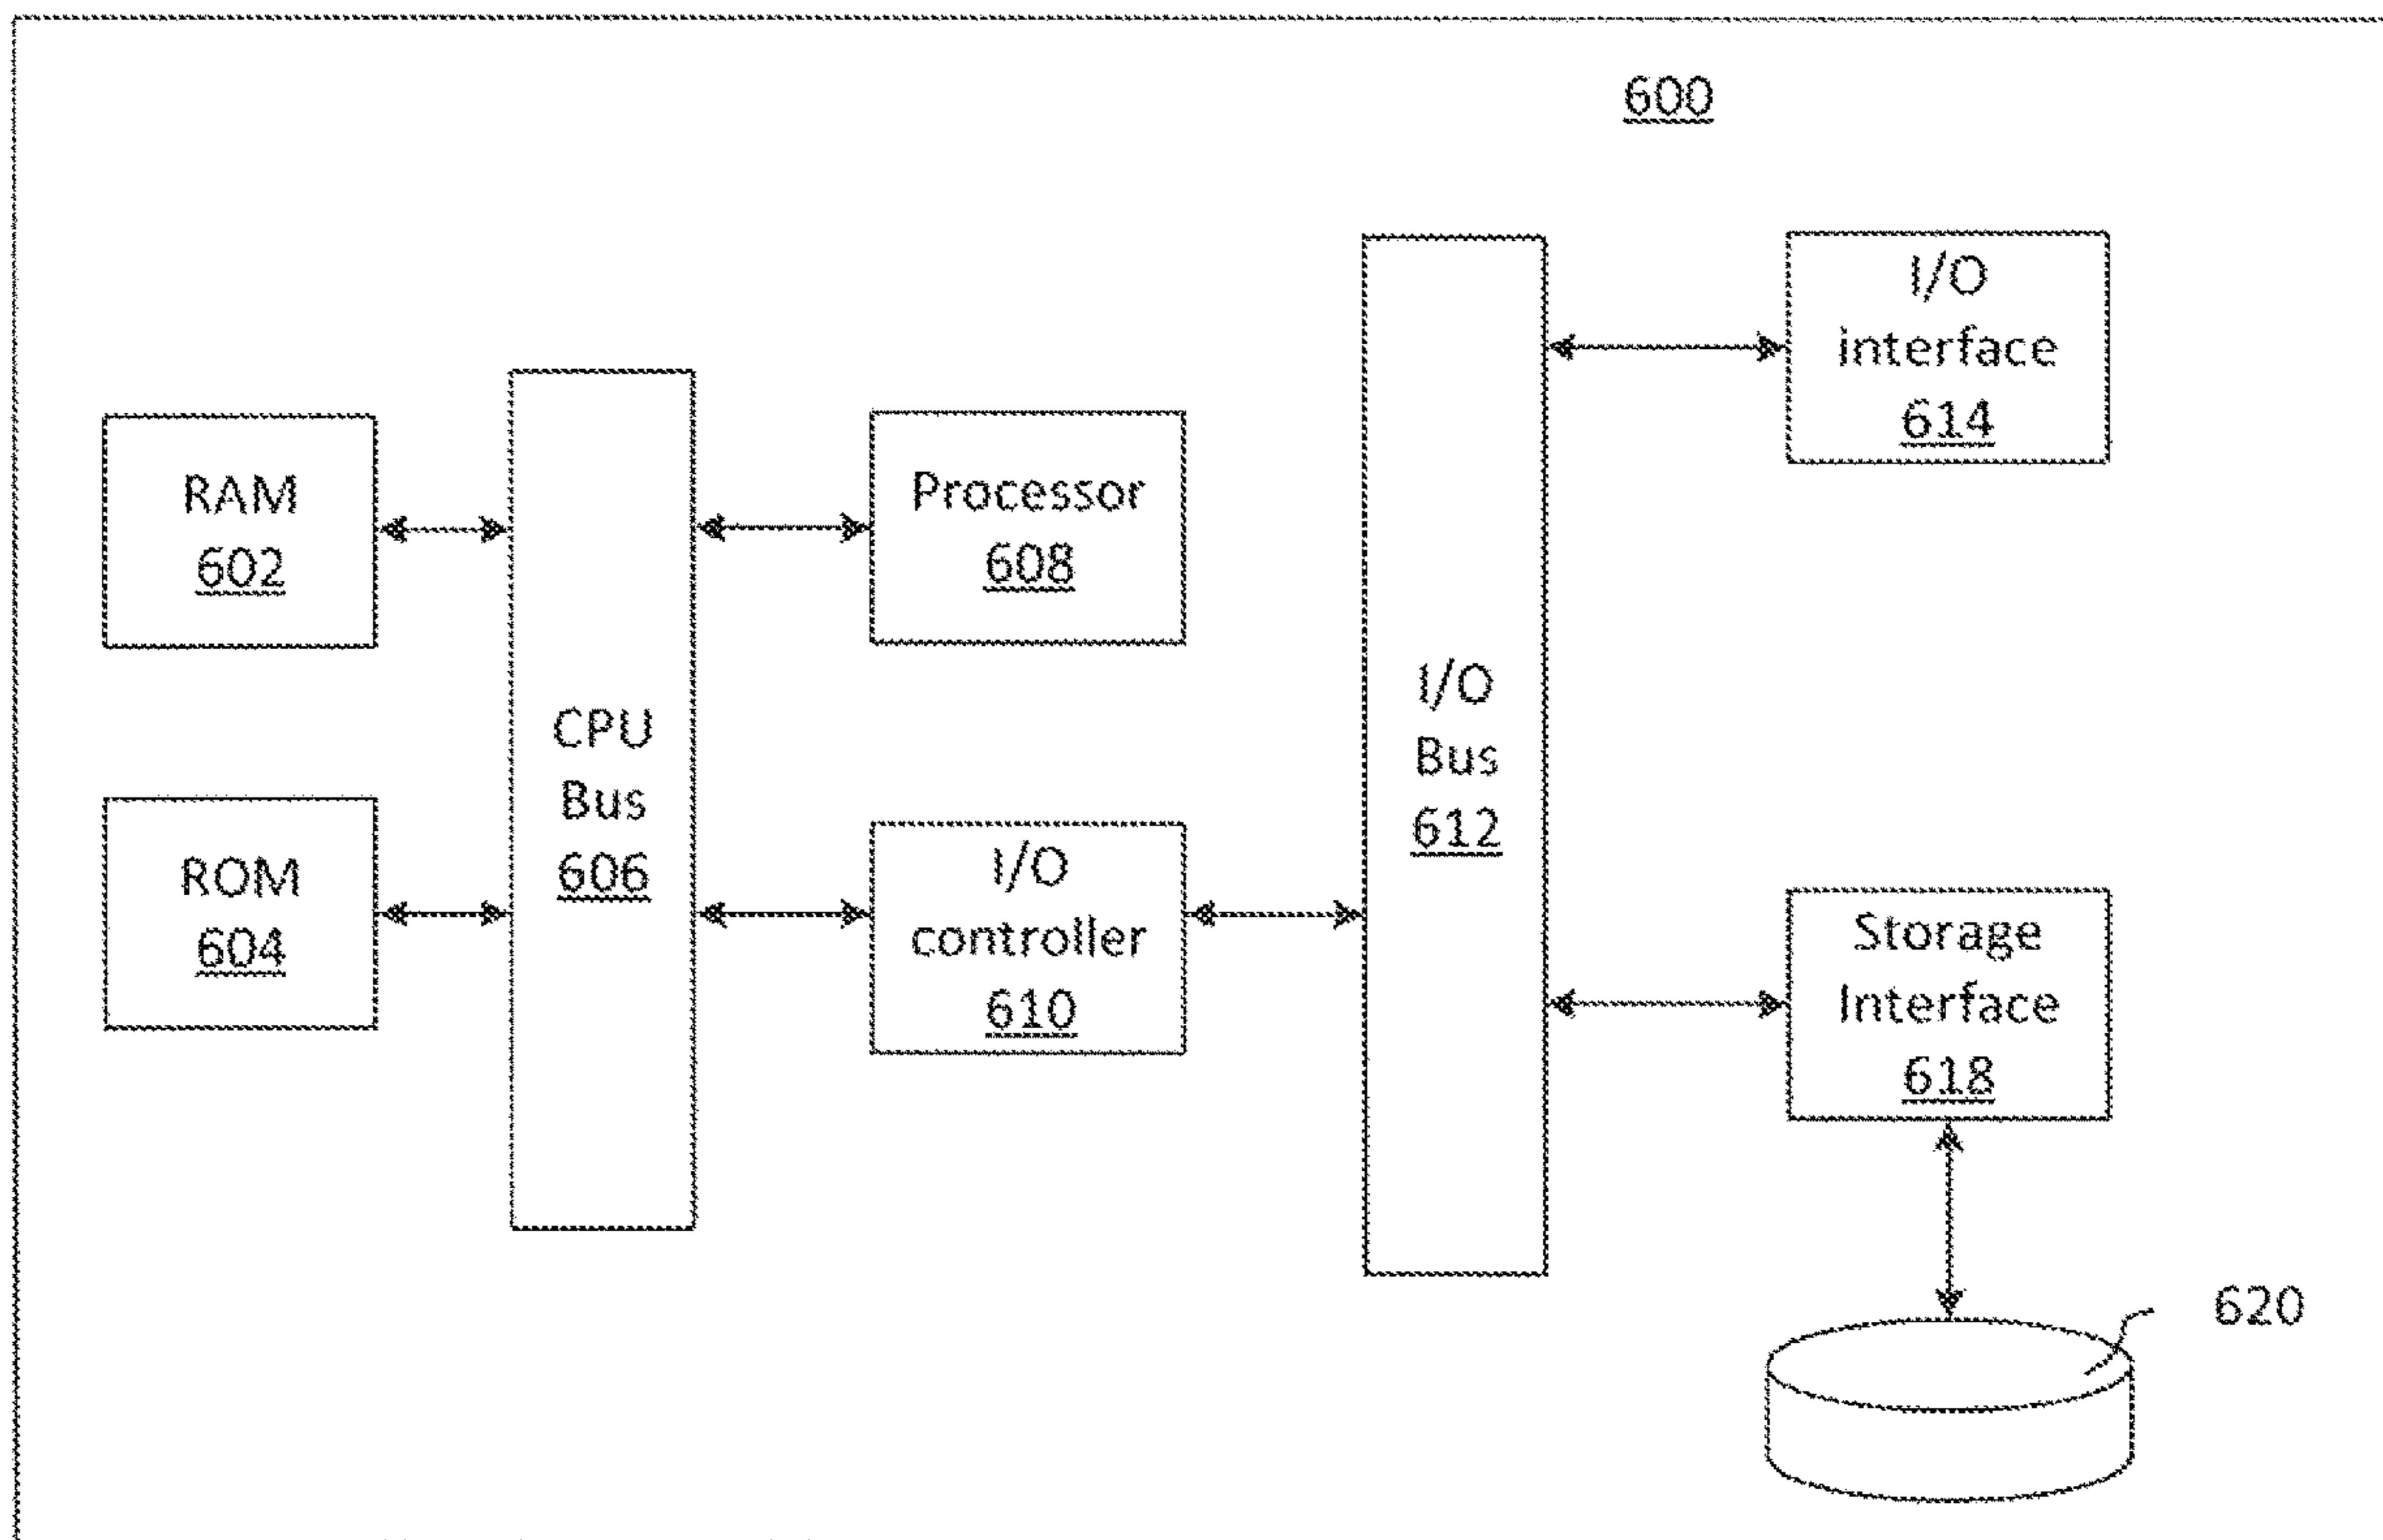 600
RAM
602
ROM
604
CPU
Bus
606
Processor
608
I/O
controller
610
I/O
Bus
612
I/O
interface
614
Storage
Interface
618
620